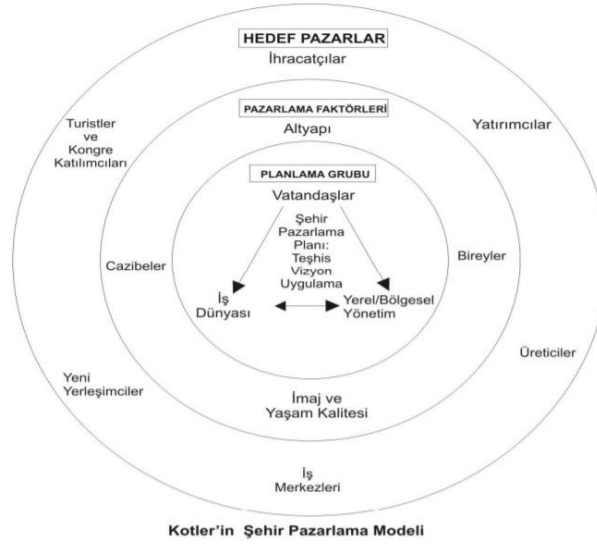 HEDEF PAZARLAR
İhracatçılar
Turistler
ve
Kongre
Katılımcıları
Yatırımcılar
PAZARLAMA FAKTÖRLERİ
Altyapı
PLANLAMA GRUBU
Vatandaşlar
Şehir
Pazarlama
Planı:
Teşhis
Vizyon
Uygulama
Cazibeler
Bireyler
İş
Dünyası
Yerel/Bölgesel
Yönetim
Üreticiler
Yeni
Yerleşimciler
İmaj ve
Yaşam Kalitesi
İş
Merkezleri
Kotler’in Şehir Pazarlama Modeli